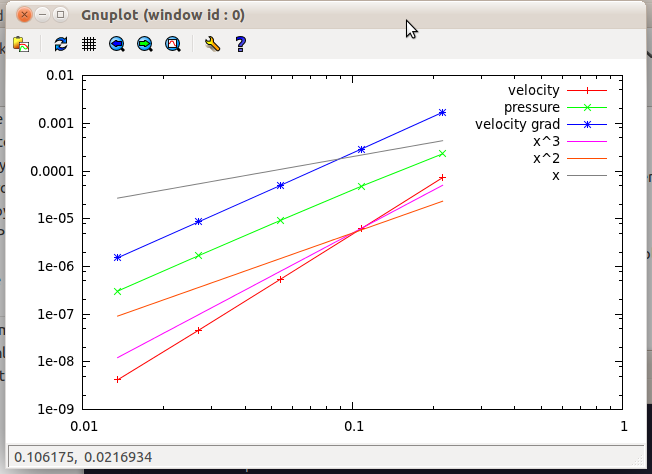 Gnuplot (window id : 0)
0.01
0.001
0.0001
1e-05
1e-06
1e-07
1e-08
1e-09
velocity
pressure
velocity grad
x^3
x^2
x
0.01 0.1 1
0.106175, 0.0216934